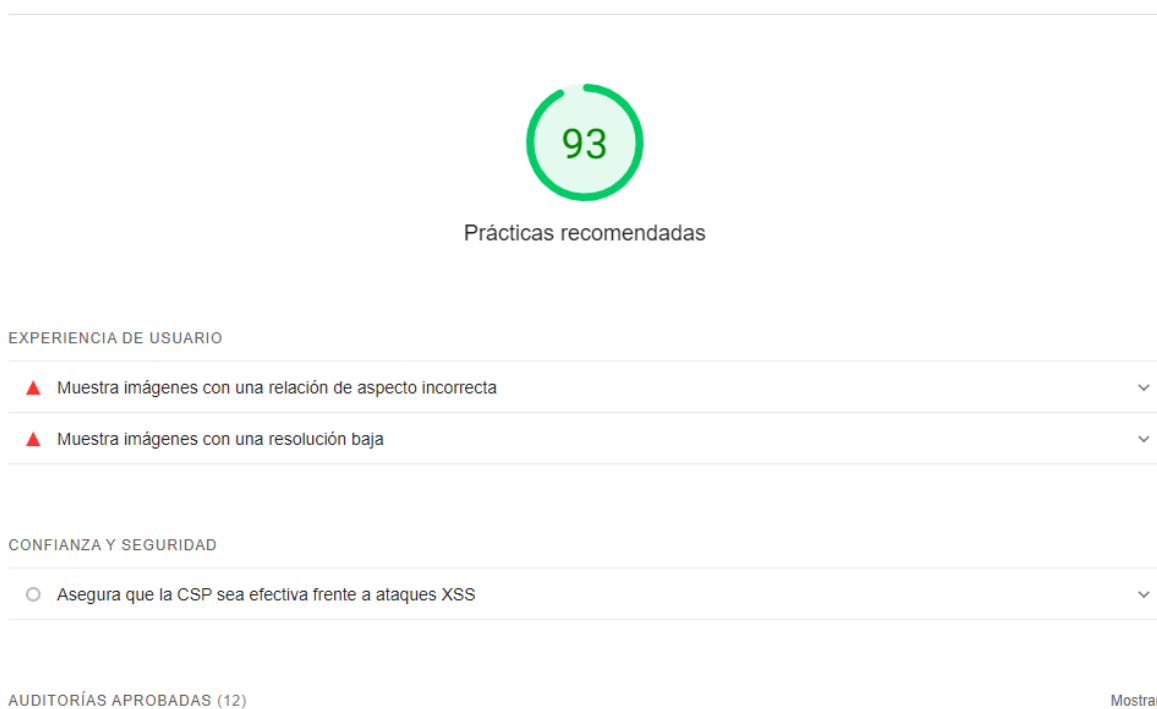 93
Prácticas recomendadas
EXPERIENCIA DE USUARIO
Muestra imágenes con una relación de aspecto incorrecta
Muestra imágenes con una resolución baja
CONFIANZA Y SEGURIDAD
Asegura que la CSP sea efectiva frente a ataques XSS
AUDITORÍAS APROBADAS (12) Mostrar